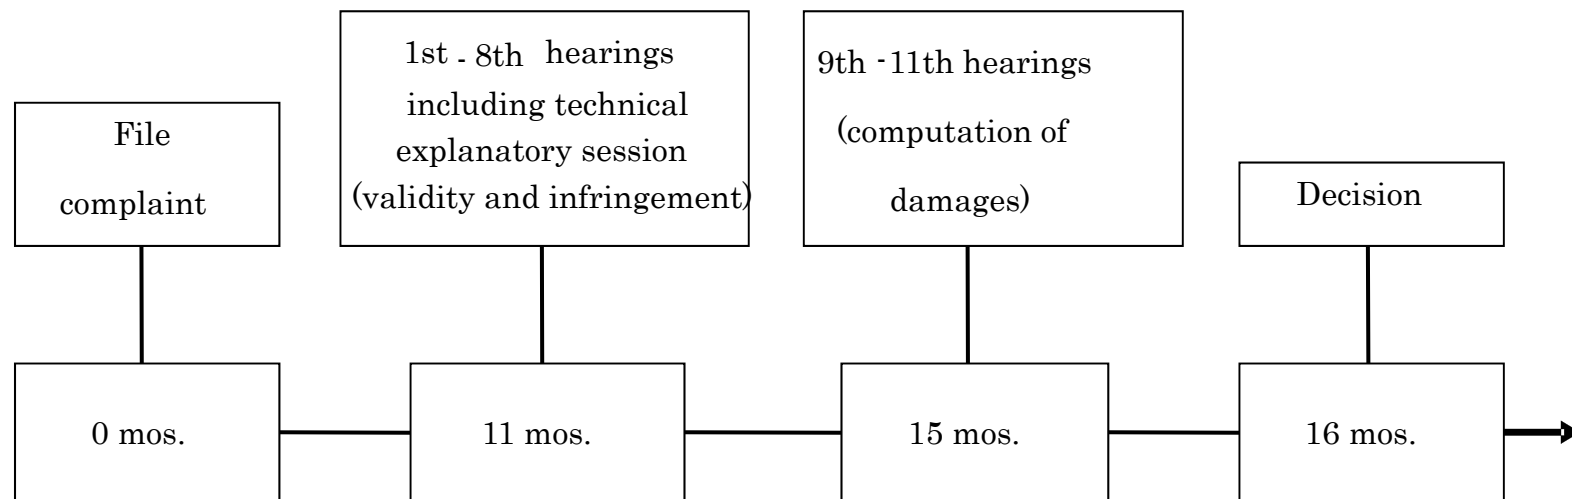 File
complaint
1st - 8th hearings
including technical
explanatory session
(validity and infringement)
9th -11th hearings
(computation of
damages)
Decision
0 mos.
11 mos.
15 mos.
16 mos.